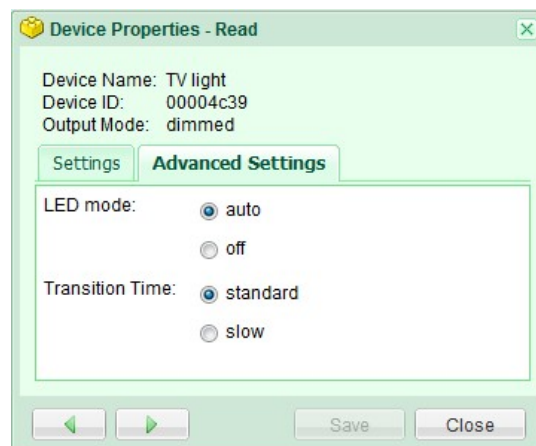 Device Properties - Read
Device Name: TV light
Device ID: 00004c39
Output Mode: dimmed
Settings Advanced Settings
LED mode: auto
off
Transition Time: standard
slow
Save Close